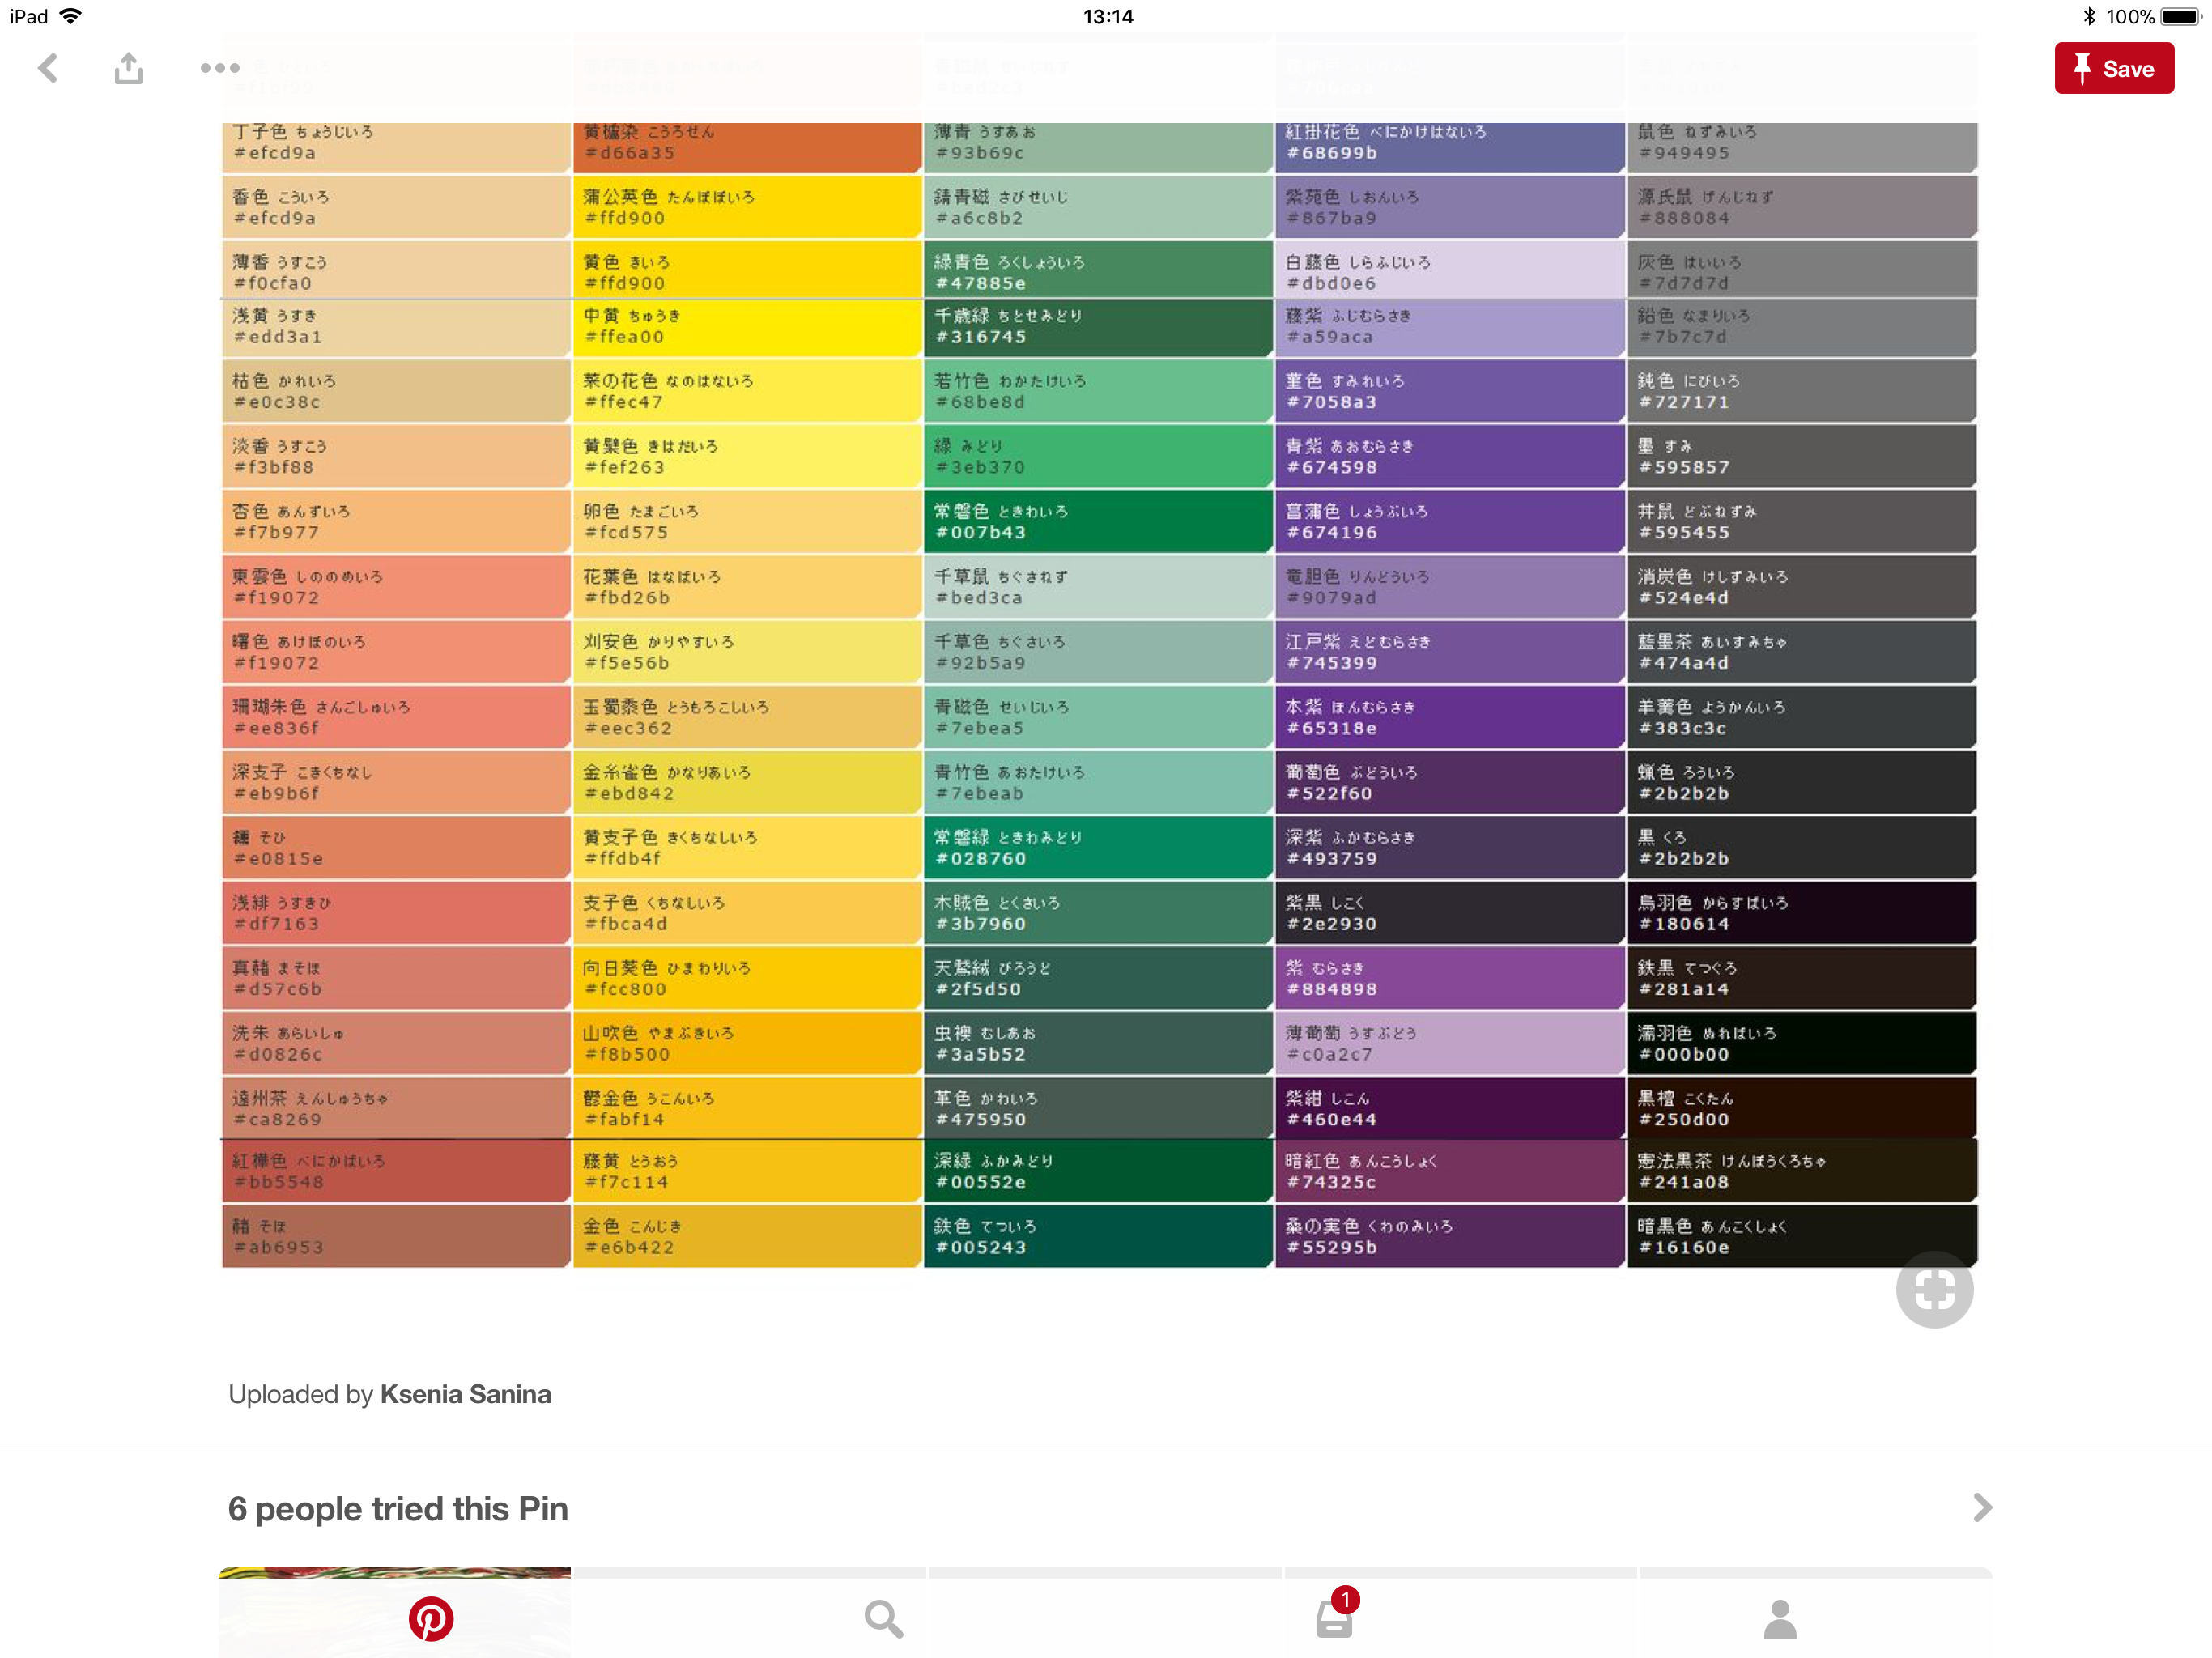 iPad
13:14
100%
Save
丁子色 ちょうじいろ
#efcd9a
黄櫨染 こうろぜん
#d66a35
薄青 うすあお
#93b69c
紅掛花色 べにかけはないろ
#68699b
鼠色 ねずみいろ
#949495
香色 こういろ
#efcd9a
蒲公英色 たんぽぽいろ
#ffd900
錆青磁 さびせいじ
#a6c8b2
紫苑色 しおんいろ
#867ba9
源氏鼠 げんじねず
#888084
薄香 うすこう
#f0cfa0
黄色 きいろ
#ffd900
緑青色 ろくしょういろ
#47885e
白藤色 しらふじいろ
#dbd0e6
灰色 はいいろ
#7d7d7d
浅黄 うすき
#edd3a1
中黄 ちゅうき
#ffea00
千歳緑 ちとせみどり
#316745
藤紫 ふじむらさき
#a59aca
鉛色 なまりいろ
#7b7c7d
枯色 かれいろ
#e0c38c
菜の花色 なのはないろ
#ffec47
若竹色 わかたけいろ
#68be8d
菫色 すみれいろ
#7058a3
鈍色 にびいろ
#727171
淡香 うすこう
#f3bf88
黄檗色 きはだいろ
#fef263
緑 みどり
#3eb370
青紫 あおむらさき
#674598
墨 すみ
#595857
杏色 あんずいろ
#f7b977
卵色 たまごいろ
#fcd575
常磐色 ときわいろ
#007b43
菖蒲色 しょうぶいろ
#674196
丼鼠 どぶねずみ
#595455
東雲色 しののめいろ
#f19072
花葉色 はなばいろ
#fbd26b
千草鼠 ちぐさねず
#bed3ca
竜胆色 りんどういろ
#9079ad
消炭色 けしずみいろ
#524e4d
曙色 あけぼのいろ
#f19072
刈安色 かりやすいろ
#f5e56b
千草色 ちぐさいろ
#92b5a9
江戸紫 えどむらさき
#745399
藍墨茶 あいすみちゃ
#474a4d
珊瑚朱色 さんごしゅいろ
#ee836f
玉蜀黍色 とうもろこしいろ
#eec362
青磁色 せいじいろ
#7ebea5
本紫 ほんむらさき
#65318e
羊羹色 ようかんいろ
#383c3c
深支子 こきくちなし
#eb9b6f
金糸雀色 かなりあいろ
#ebd842
青竹色 あおたけいろ
#7ebeab
葡萄色 ぶどういろ
#522f60
蝋色 ろういろ
#2b2b2b
纁 そひ
#e0815e
黄支子色 きくちなしいろ
#ffdb4f
常磐緑 ときわみどり
#028760
深紫 ふかむらさき
#493759
黒 くろ
#2b2b2b
浅緋 うすきひ
#df7163
支子色 くちなしいろ
#fbca4d
木賊色 とくさいろ
#3b7960
紫黒 しこく
#2e2930
烏羽色 からすばいろ
#180614
真赭 まそほ
#d57c6b
向日葵色 ひまわりいろ
#fcc800
天鵞絨 びろうど
#2f5d50
紫 むらさき
#884898
鉄黒 てつぐろ
#281a14
洗朱 あらいしゅ
#d0826c
山吹色 やまぶきいろ
#f8b500
虫襖 むしあお
#3a5b52
薄葡萄 うすぶどう
#c0a2c7
濡羽色 ぬればいろ
#000b00
遠州茶 えんしゅうちゃ
#ca8269
鬱金色 うこんいろ
#fabf14
革色 かわいろ
#475950
紫紺 しこん
#460e44
黒檀 こくたん
#250d00
紅樺色 べにかばいろ
#bb5548
藤黄 とうおう
#f7c114
深緑 ふかみどり
#00552e
暗紅色 あんこうしょく
#74325c
憲法黒茶 けんぽうくろちゃ
#241a08
赭 そほ
#ab6953
金色 こんじき
#e6b422
鉄色 てついろ
#005243
桑の実色 くわのみいろ
#55295b
暗黒色 あんこくしょく
#16160e
Uploaded by Ksenia Sanina
6 people tried this Pin
1